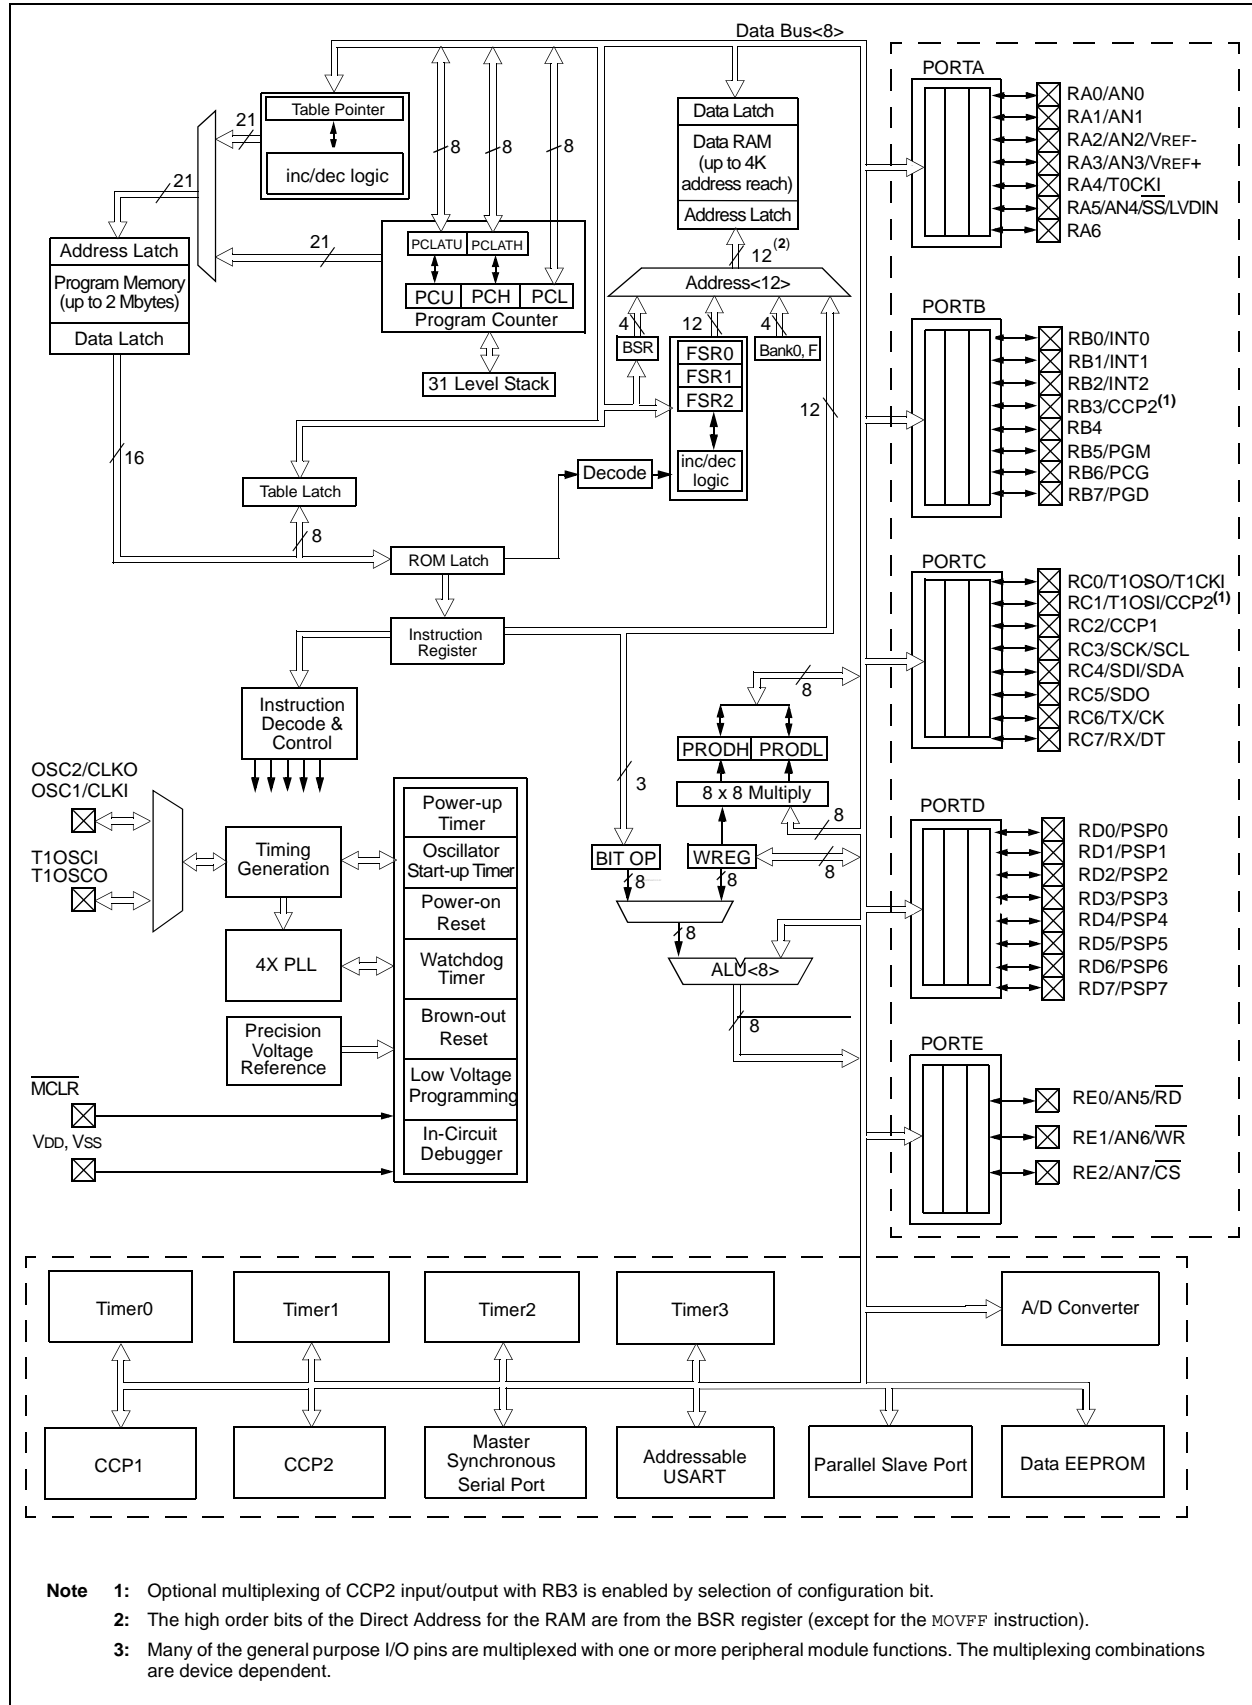 Data Bus<8>
PORTA
Table Pointer
inc/dec logic
21
21
8
8
8
Data Latch
Data RAM
(up to 4K
address reach)
Address Latch
12(2)
Address<12>
RA0/AN0
RA1/AN1
RA2/AN2/VREF-
RA3/AN3/VREF+
RA4/T0CKI
RA5/AN4/SS/LVDIN
RA6
Address Latch
Program Memory
(up to 2 Mbytes)
Data Latch
21
PCLATU
PCLATH
PCU
PCH
PCL
Program Counter
31 Level Stack
4
12
4
BSR
FSR0
FSR1
FSR2
inc/dec
logic
Bank0, F
12
PORTB
RB0/INT0
RB1/INT1
RB2/INT2
RB3/CCP2(1)
RB4
RB5/PGM
RB6/PCG
RB7/PGD
16
Table Latch
8
Decode
ROM Latch
Instruction
Register
PORTC
RC0/T1OSO/T1CKI
RC1/T1OSI/CCP2(1)
RC2/CCP1
RC3/SCK/SCL
RC4/SDI/SDA
RC5/SDO
RC6/TX/CK
RC7/RX/DT
Instruction
Decode &
Control
8
PRODH
PRODL
8 x 8 Multiply
3
8
BIT OP
WREG
8
8
8
8
ALU<8>
8
OSC2/CLKO
OSC1/CLKI
T1OSCI
T1OSCO
Timing
Generation
4X PLL
Precision
Voltage
Reference
Power-up
Timer
Oscillator
Start-up Timer
Power-on
Reset
Watchdog
Timer
Brown-out
Reset
Low Voltage
Programming
In-Circuit
Debugger
MCLR
VDD, VSS
PORTD
RD0/PSP0
RD1/PSP1
RD2/PSP2
RD3/PSP3
RD4/PSP4
RD5/PSP5
RD6/PSP6
RD7/PSP7
PORTE
RE0/AN5/RD
RE1/AN6/WR
RE2/AN7/CS
Timer0
Timer1
Timer2
Timer3
A/D Converter
CCP1
CCP2
Master
Synchronous
Serial Port
Addressable
USART
Parallel Slave Port
Data EEPROM
Note 1: Optional multiplexing of CCP2 input/output with RB3 is enabled by selection of configuration bit.
2: The high order bits of the Direct Address for the RAM are from the BSR register (except for the MOVFF instruction).
3: Many of the general purpose I/O pins are multiplexed with one or more peripheral module functions. The multiplexing combinations
are device dependent.